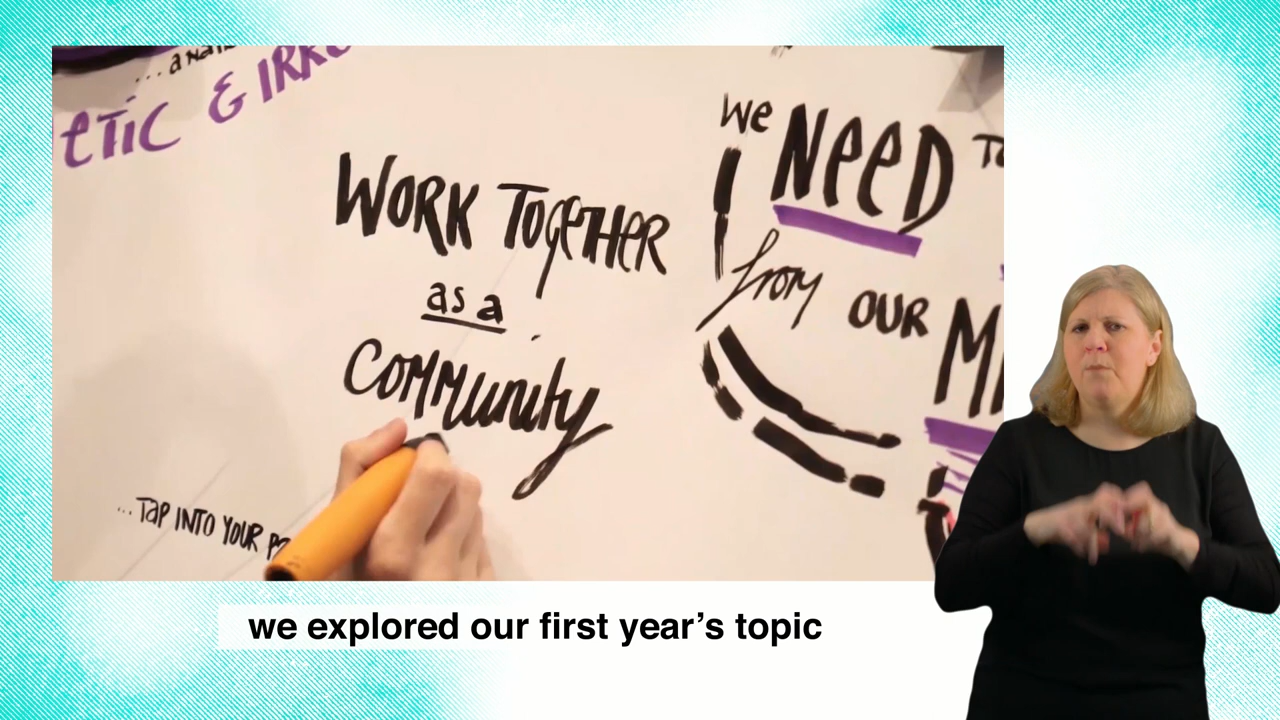 ... a
ETIC & IRR
WORK TOGETHER
as a
Community
... TAP INTO YOUR
we NEED TO
from OUR
we explored our first year's topic